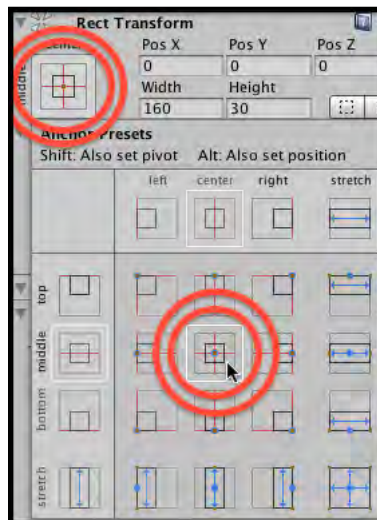 Rect Transform
center
Pos X Pos Y Pos Z
middle
0 0 0
Width Height
160 30
Anchor Presets
Shift: Also set pivot Alt: Also set position
left center right stretch
top
middle
bottom
stretch